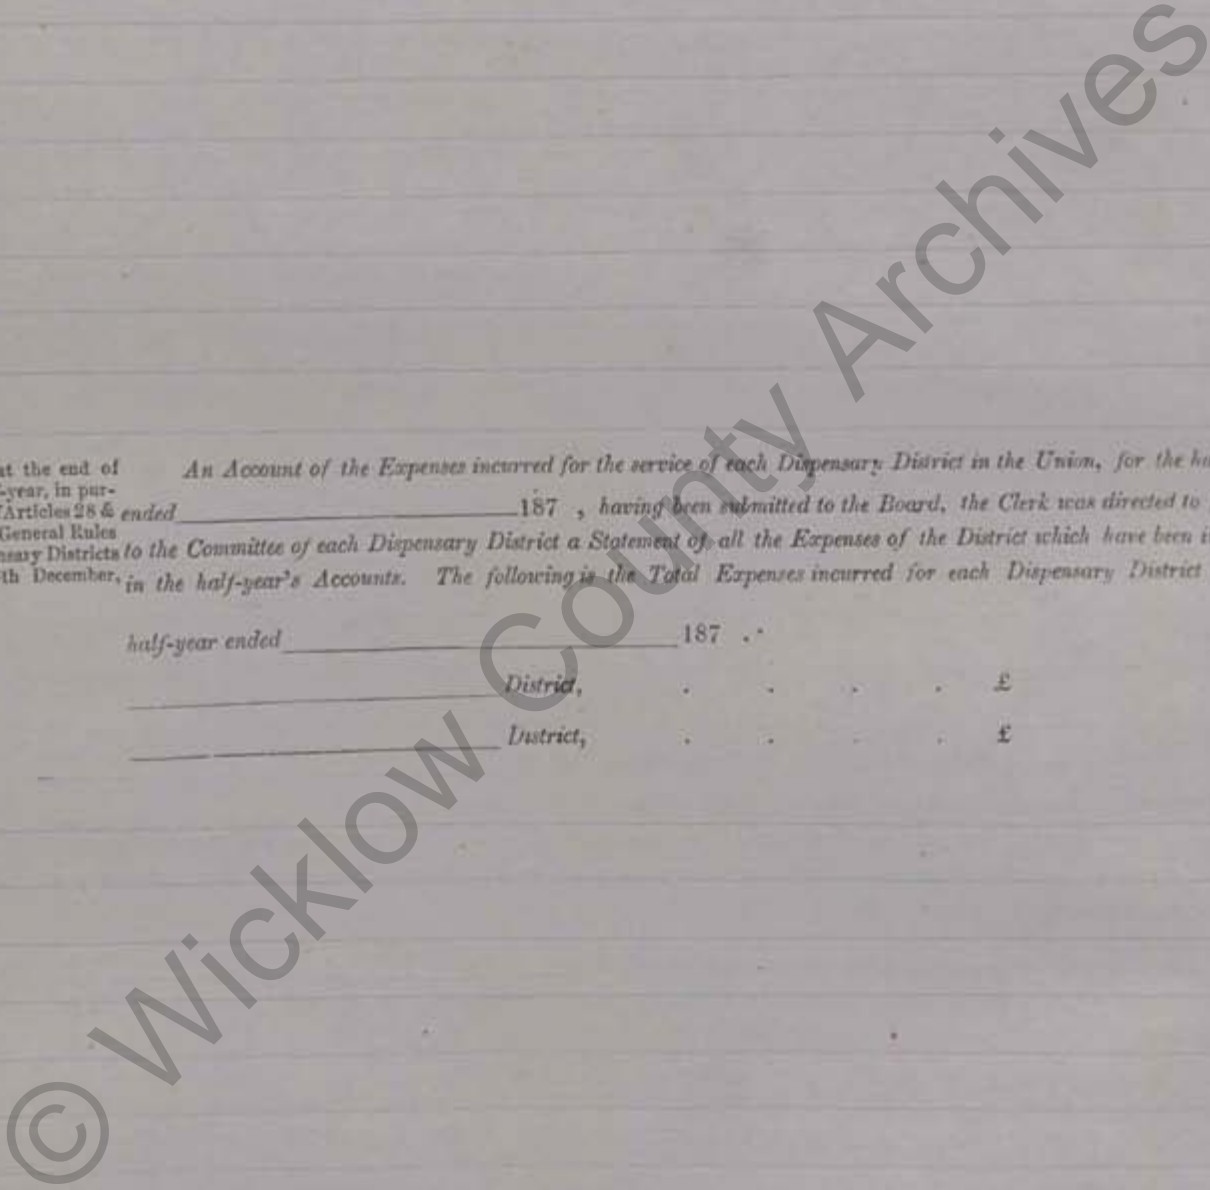 at the end of
-year, in pur-
Articles 28 &
General Rules
nsary Districts
th December,
An Account of the Expenses incurred for the service of each Dispensary District in the Union, for the ha
ended 187 , having been submitted to the Board, the Clerk was directed to
to the Committee of each Dispensary District a Statement of all the Expenses of the District which have been i
in the half-year's Accounts. The following is the Total Expenses incurred for each Dispensary District
half-year ended 187 .
District, . . . . £
District, . . . . £
© Wicklow County Archives